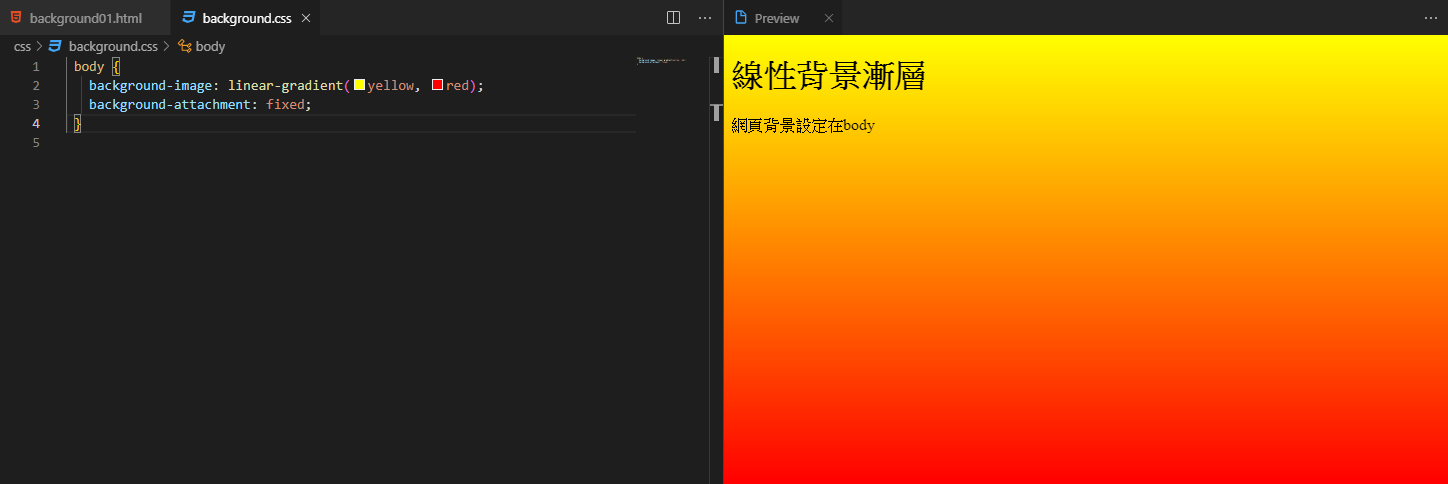 background01.html
background.css
css > background.css > body
1 body {
2 background-image: linear-gradient(yellow, red);
3 background-attachment: fixed;
4 }
5
Preview
線性背景漸層
網頁背景設定在body